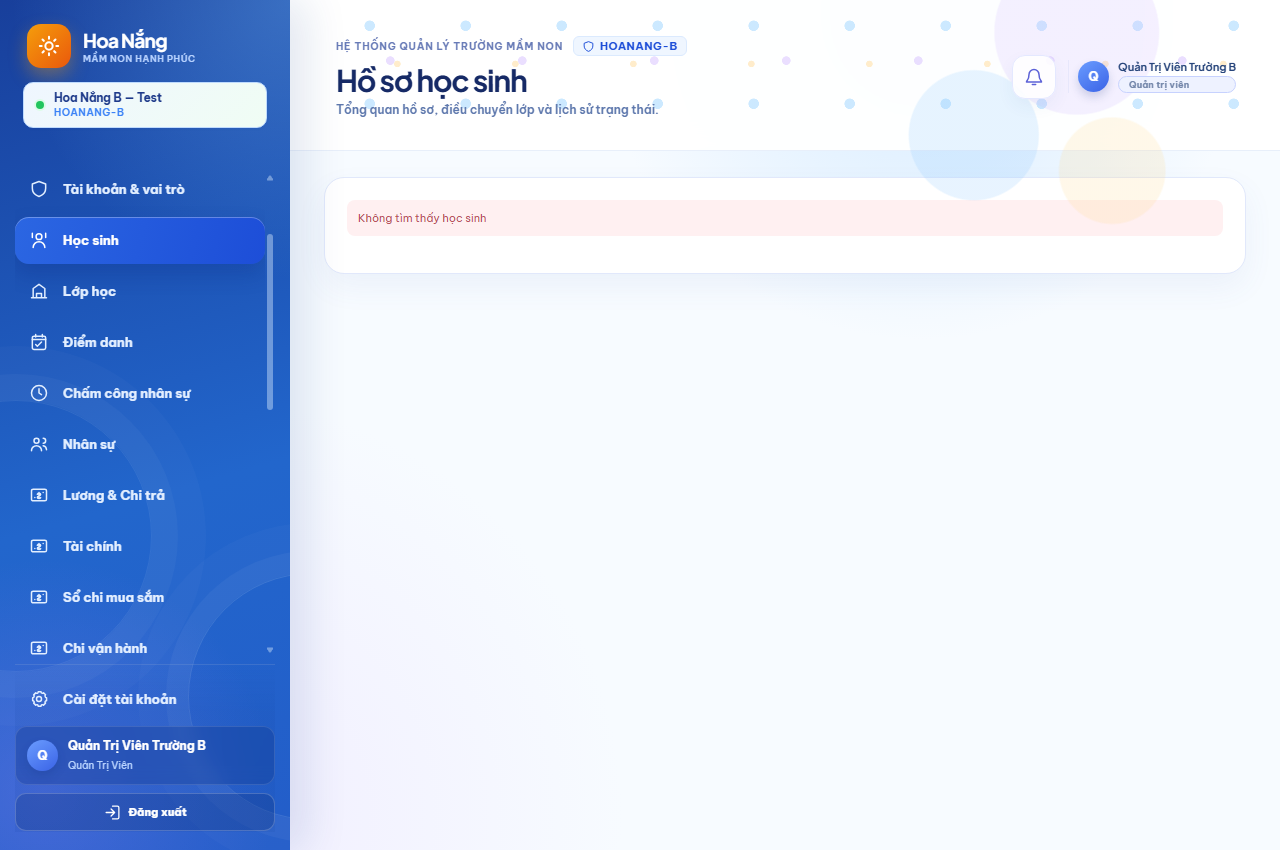 Hoa Nắng
MẦM NON HẠNH PHÚC
Hoa Nắng B — Test
HOANANG-B
Tài khoản & vai trò
Học sinh
Lớp học
Điểm danh
Chấm công nhân sự
Nhân sự
Lương & Chi trả
Tài chính
Sổ chi mua sắm
Chi vận hành
Cài đặt tài khoản
Q
Quản Trị Viên Trường B
Quản Trị Viên
Đăng xuất
HỆ THỐNG QUẢN LÝ TRƯỜNG MẦM NON
HOANANG-B
Hồ sơ học sinh
Tổng quan hồ sơ, điều chuyển lớp và lịch sử trạng thái.
Q
Quản Trị Viên Trường B
Quản trị viên
Không tìm thấy học sinh